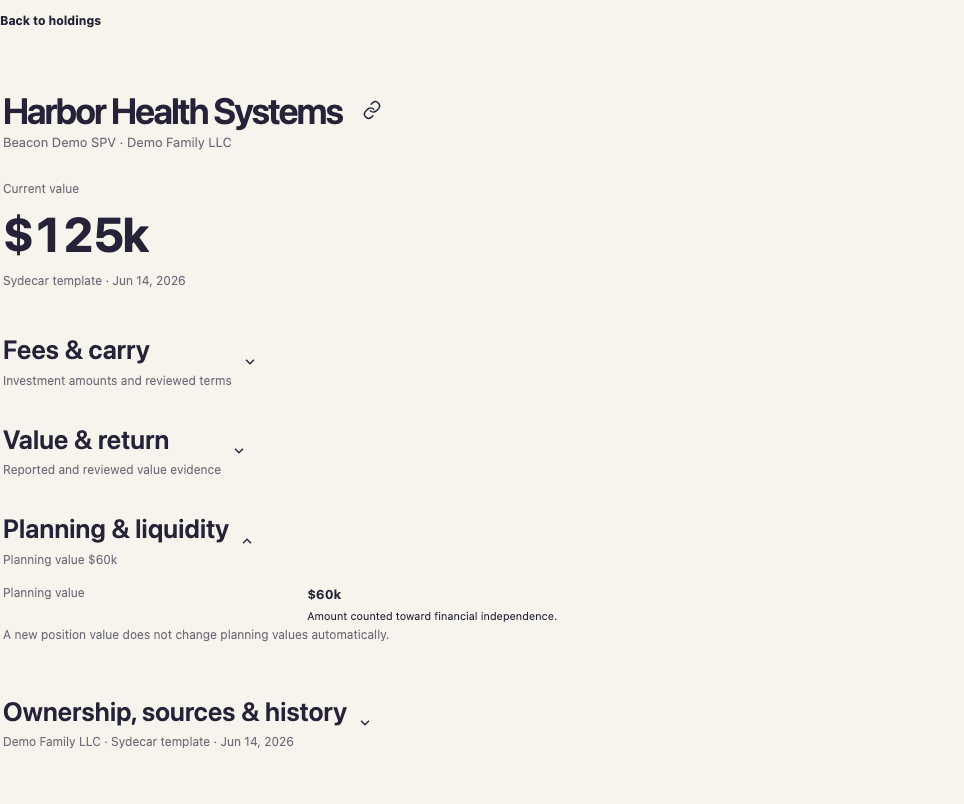 Back to holdings
Harbor Health Systems
Beacon Demo SPV · Demo Family LLC
Current value
$125k
Sydecar template · Jun 14, 2026
Fees & carry
Investment amounts and reviewed terms
Value & return
Reported and reviewed value evidence
Planning & liquidity
Planning value $60k
Planning value
$60k
Amount counted toward financial independence.
A new position value does not change planning values automatically.
Ownership, sources & history
Demo Family LLC · Sydecar template · Jun 14, 2026